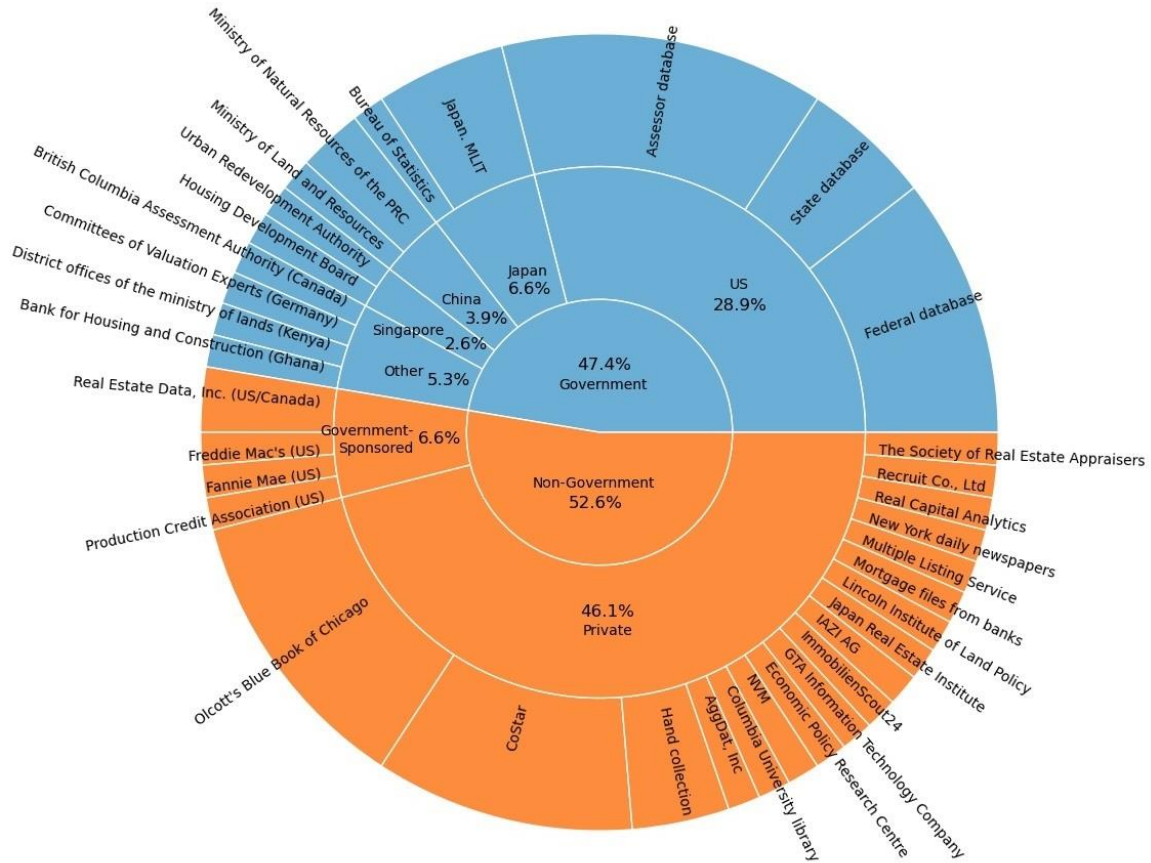 47.4%
Government
Non-Government
52.6%
US
28.9%
Japan
6.6%
China
3.9%
Singapore
2.6%
Other
5.3%
Government-
Sponsored
6.6%
46.1%
Private
Federal database
State database
Assessor database
Japan. MLIT
Bureau of Statistics
Ministry of Natural Resources of the PRC
Ministry of Land and Resources
Urban Redevelopment Authority
Housing Development Board
British Columbia Assessment Authority (Canada)
Committees of Valuation Experts (Germany)
District offices of the ministry of lands (Kenya)
Bank for Housing and Construction (Ghana)
Real Estate Data, Inc. (US/Canada)
Freddie Mac's (US)
Fannie Mae (US)
Production Credit Association (US)
Olcott's Blue Book of Chicago
CoStar
Hand collection
AggDat, Inc
Columbia University library
NVM
Economic Policy Research Centre
GTA Information Technology Company
ImmobilienScout24
IAZI AG
Japan Real Estate Institute
Lincoln Institute of Land Policy
Mortgage files from banks
Multiple Listing Service
New York daily newspapers
Real Capital Analytics
Recruit Co., Ltd
The Society of Real Estate Appraisers